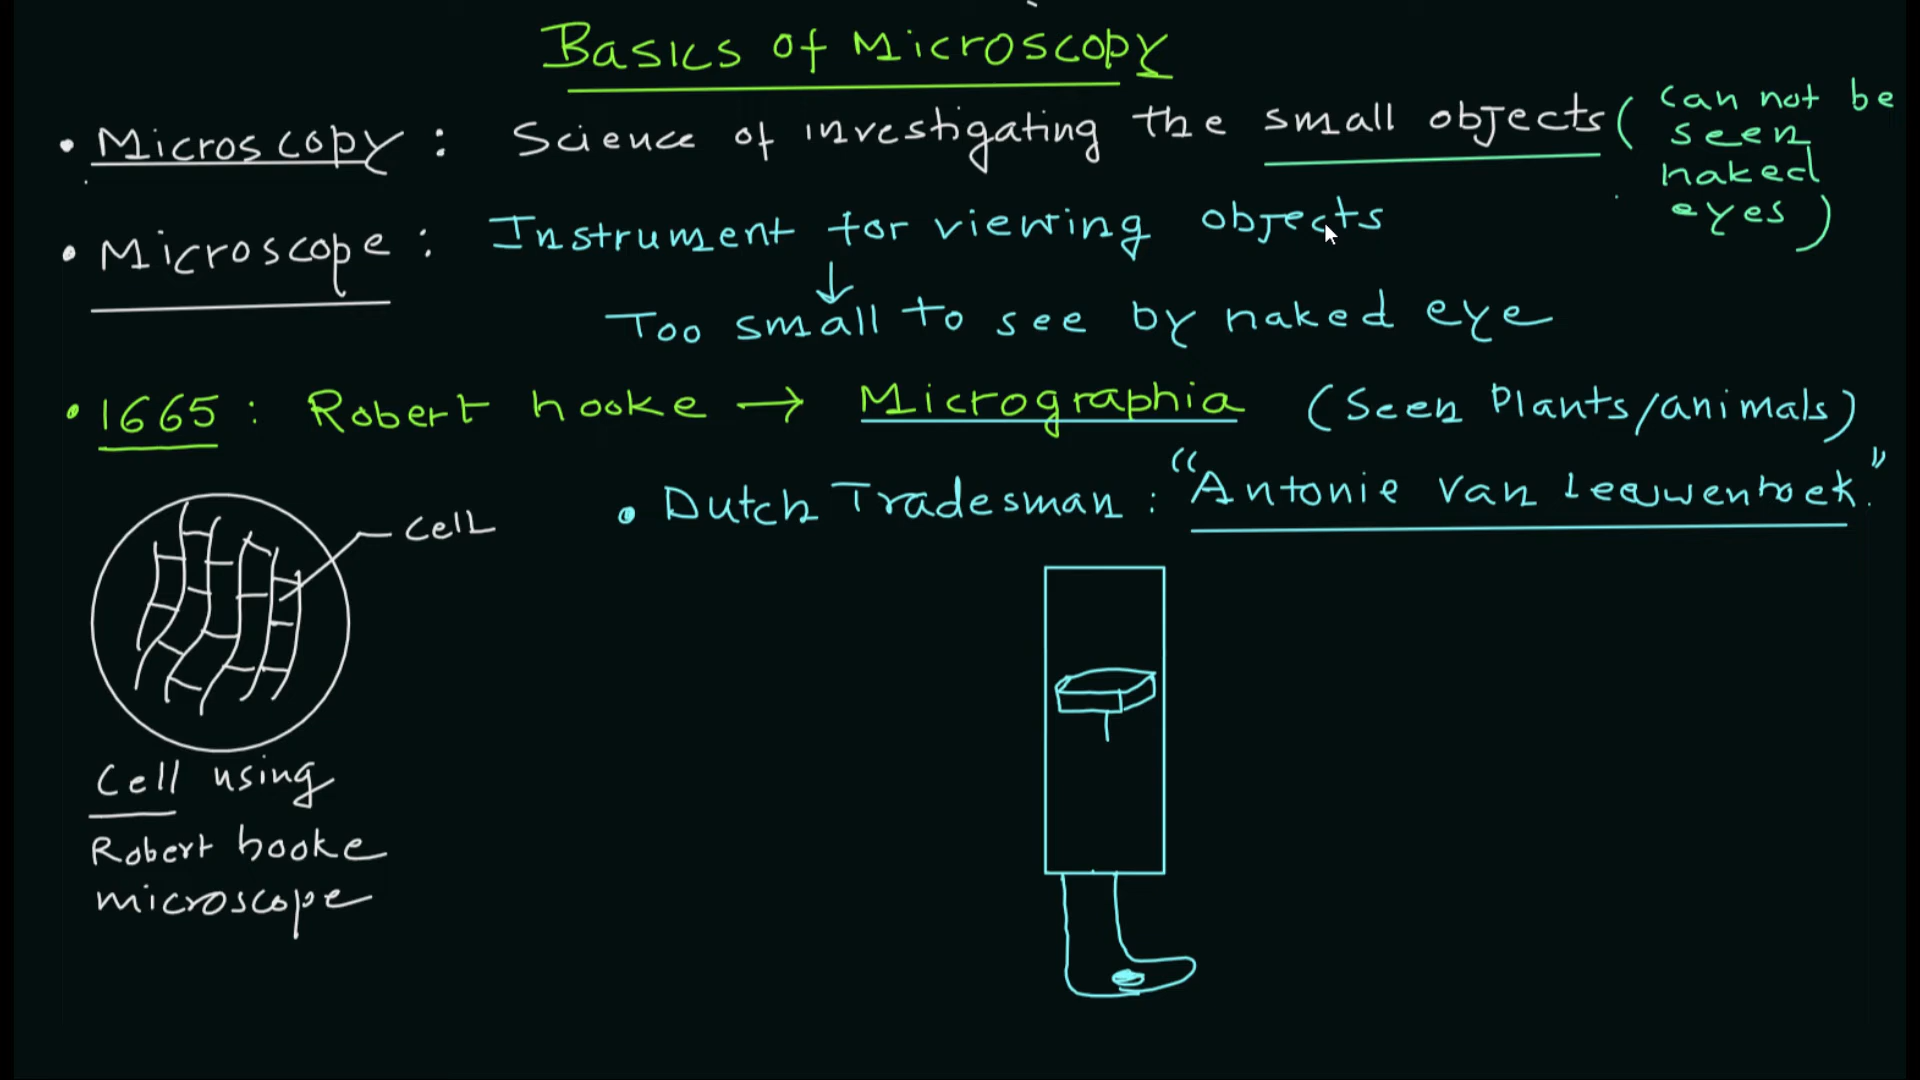 Basics of Microscopy
• Microscopy : Science of investigating the small objects ( can not be
seen
naked
eyes )
• Microscope : Instrument for viewing objects
↓
Too small to see by naked eye
• 1665 : Robert hooke → Micrographia (Seen Plants/animals)
• Dutch Tradesman : “Antonie van leeuwenhoek.”
cell
Cell using
Robert hooke
microscope